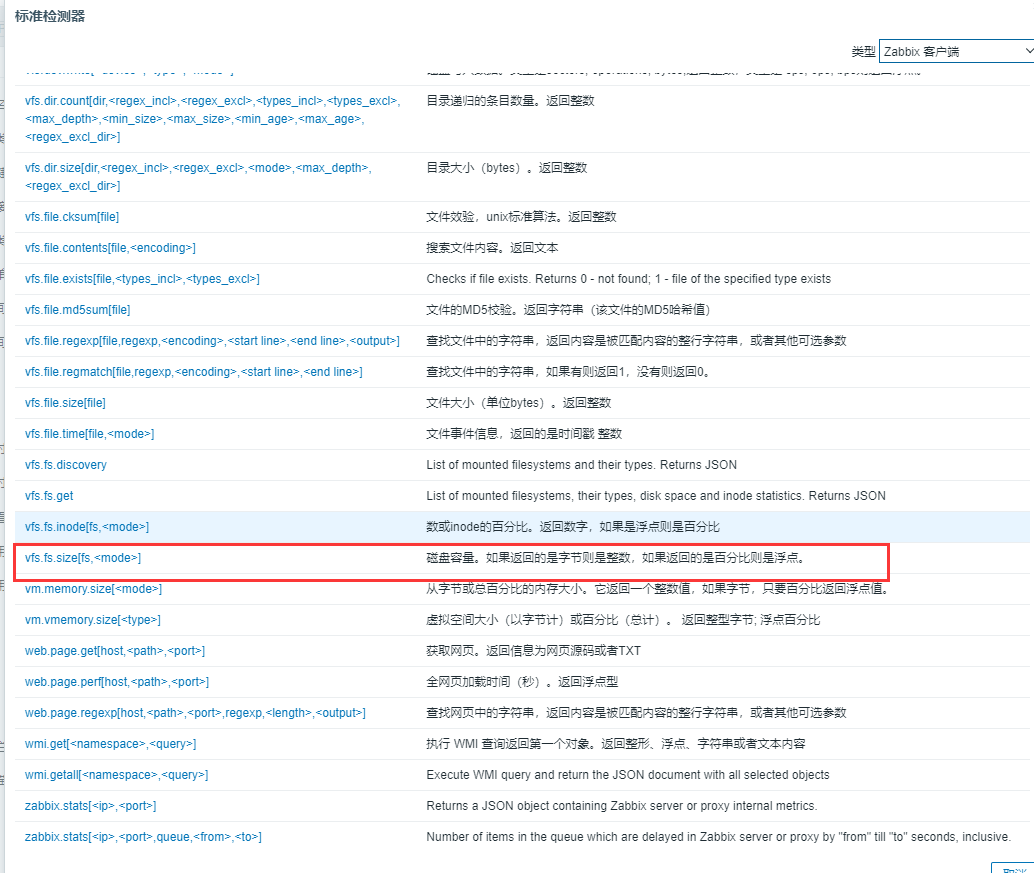 标准检测器
类型 Zabbix 客户端
vfs.dir.count[dir,<regex_incl>,<regex_excl>,<types_incl>,<types_excl>, 目录递归的条目数量。返回整数
<max_depth>,<min_size>,<max_size>,<min_age>,<max_age>,
<regex_excl_dir>]
vfs.dir.size[dir,<regex_incl>,<regex_excl>,<mode>,<max_depth>, 目录大小（bytes）。返回整数
<regex_excl_dir>]
vfs.file.cksum[file] 文件效验，unix标准算法。返回整数
vfs.file.contents[file,<encoding>] 搜索文件内容。返回文本
vfs.file.exists[file,<types_incl>,<types_excl>] Checks if file exists. Returns 0 - not found; 1 - file of the specified type exists
vfs.file.md5sum[file] 文件的MD5校验。返回字符串（该文件的MD5哈希值）
vfs.file.regexp[file,regexp,<encoding>,<start line>,<end line>,<output>] 查找文件中的字符串，返回内容是被匹配内容的整行字符串，或者其他可选参数
vfs.file.regmatch[file,regexp,<encoding>,<start line>,<end line>] 查找文件中的字符串，如果有则返回1，没有则返回0。
vfs.file.size[file] 文件大小（单位bytes）。返回整数
vfs.file.time[file,<mode>] 文件事件信息，返回的是时间戳 整数
vfs.fs.discovery List of mounted filesystems and their types. Returns JSON
vfs.fs.get List of mounted filesystems, their types, disk space and inode statistics. Returns JSON
vfs.fs.inode[fs,<mode>] 数或inode的百分比。返回数字，如果是浮点则是百分比
vfs.fs.size[fs,<mode>] 磁盘容量。如果返回的是字节则是整数，如果返回的是百分比则是浮点。
vm.memory.size[<mode>] 从字节或总百分比的内存大小。它返回一个整数值，如果字节，只要百分比返回浮点值。
vm.vmemory.size[<type>] 虚拟空间大小（以字节计）或百分比（总计）。 返回整型字节; 浮点百分比
web.page.get[host,<path>,<port>] 获取网页。返回信息为网页源码或者TXT
web.page.perf[host,<path>,<port>] 全网页加载时间（秒）。返回浮点型
web.page.regexp[host,<path>,<port>,regexp,<length>,<output>] 查找网页中的字符串，返回内容是被匹配内容的整行字符串，或者其他可选参数
wmi.get[<namespace>,<query>] 执行 WMI 查询返回第一个对象。返回整形、浮点、字符串或者文本内容
wmi.getall[<namespace>,<query>] Execute WMI query and return the JSON document with all selected objects
zabbix.stats[<ip>,<port>] Returns a JSON object containing Zabbix server or proxy internal metrics.
zabbix.stats[<ip>,<port>,queue,<from>,<to>] Number of items in the queue which are delayed in Zabbix server or proxy by "from" till "to" seconds, inclusive.